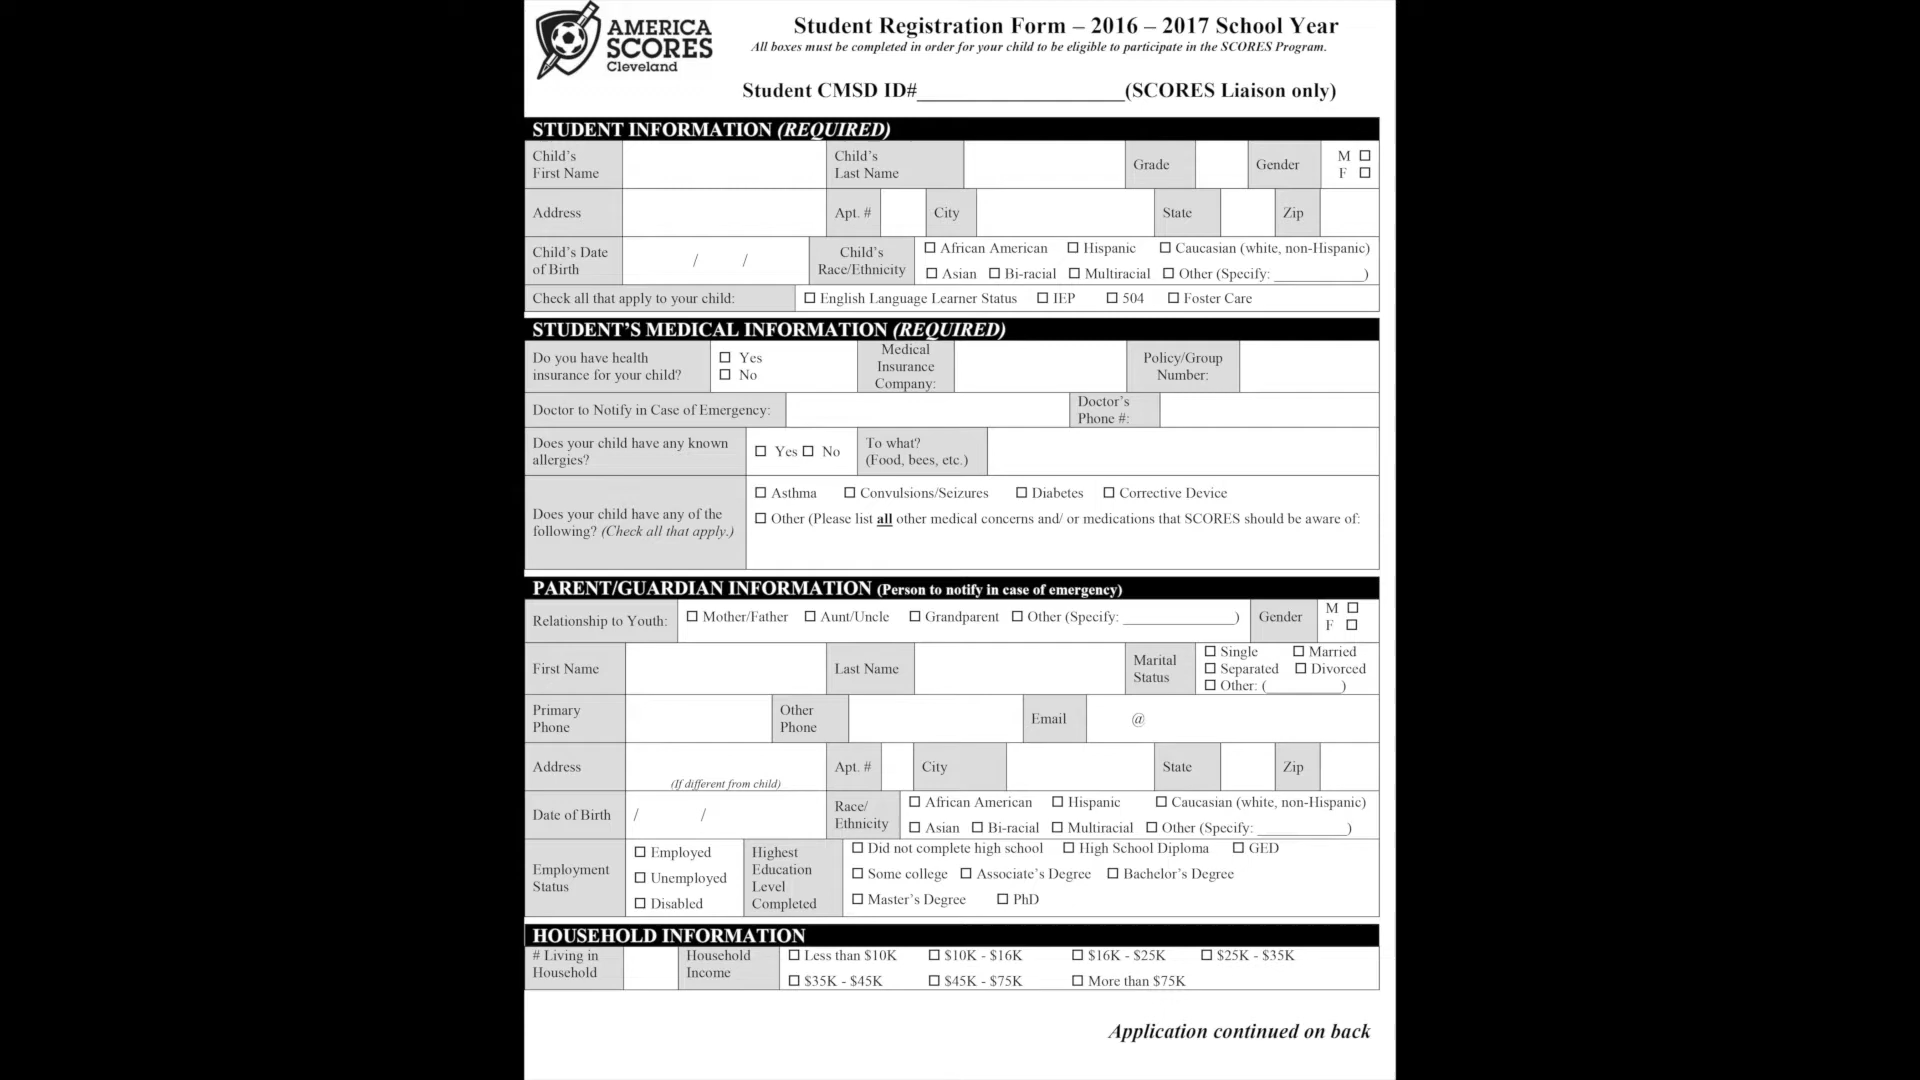 AMERICA
SCORES
Cleveland
Student Registration Form – 2016 – 2017 School Year
All boxes must be completed in order for your child to be eligible to participate in the SCORES Program.
Student CMSD ID#____________________(SCORES Liaison only)
STUDENT INFORMATION (REQUIRED)
Child's First Name Child's Last Name Grade Gender M ☐ F ☐
Address Apt. # City State Zip
Child's Date of Birth / / Child's Race/Ethnicity ☐ African American ☐ Hispanic ☐ Caucasian (white, non-Hispanic)
☐ Asian ☐ Bi-racial ☐ Multiracial ☐ Other (Specify: ____________)
Check all that apply to your child: ☐ English Language Learner Status ☐ IEP ☐ 504 ☐ Foster Care
STUDENT'S MEDICAL INFORMATION (REQUIRED)
Do you have health insurance for your child? ☐ Yes ☐ No Medical Insurance Company: Policy/Group Number:
Doctor to Notify in Case of Emergency: Doctor's Phone #:
Does your child have any known allergies? ☐ Yes ☐ No To what? (Food, bees, etc.)
Does your child have any of the following? (Check all that apply.) ☐ Asthma ☐ Convulsions/Seizures ☐ Diabetes ☐ Corrective Device
☐ Other (Please list all other medical concerns and/ or medications that SCORES should be aware of:
PARENT/GUARDIAN INFORMATION (Person to notify in case of emergency)
Relationship to Youth: ☐ Mother/Father ☐ Aunt/Uncle ☐ Grandparent ☐ Other (Specify: _______________) Gender M ☐ F ☐
First Name Last Name Marital Status ☐ Single ☐ Married
☐ Separated ☐ Divorced
☐ Other: (__________)
Primary Phone Other Phone Email @
Address (If different from child) Apt. # City State Zip
Date of Birth / / Race/ Ethnicity ☐ African American ☐ Hispanic ☐ Caucasian (white, non-Hispanic)
☐ Asian ☐ Bi-racial ☐ Multiracial ☐ Other (Specify: ____________)
Employment Status ☐ Employed ☐ Unemployed ☐ Disabled Highest Education Level Completed ☐ Did not complete high school ☐ High School Diploma ☐ GED
☐ Some college ☐ Associate's Degree ☐ Bachelor's Degree
☐ Master's Degree ☐ PhD
HOUSEHOLD INFORMATION
# Living in Household Household Income ☐ Less than $10K ☐ $10K - $16K ☐ $16K - $25K ☐ $25K - $35K
☐ $35K - $45K ☐ $45K - $75K ☐ More than $75K
Application continued on back